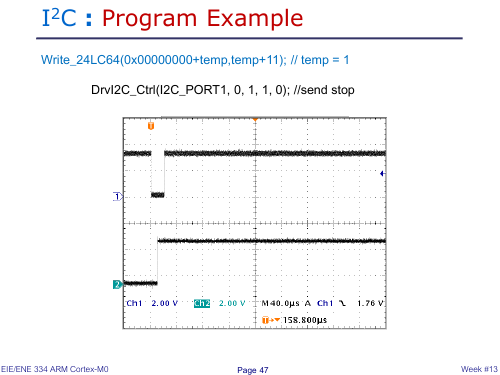 I²C : Program Example
Write_24LC64(0x00000000+temp,temp+11); // temp = 1
DrvI2C_Ctrl(I2C_PORT1, 0, 1, 1, 0); //send stop
T
1
2
Ch1 2.00 V Ch2 2.00 V M 40.0µs A Ch1 1.76 V
T 158.800µs
EIE/ENE 334 ARM Cortex-M0 Page 47 Week #13